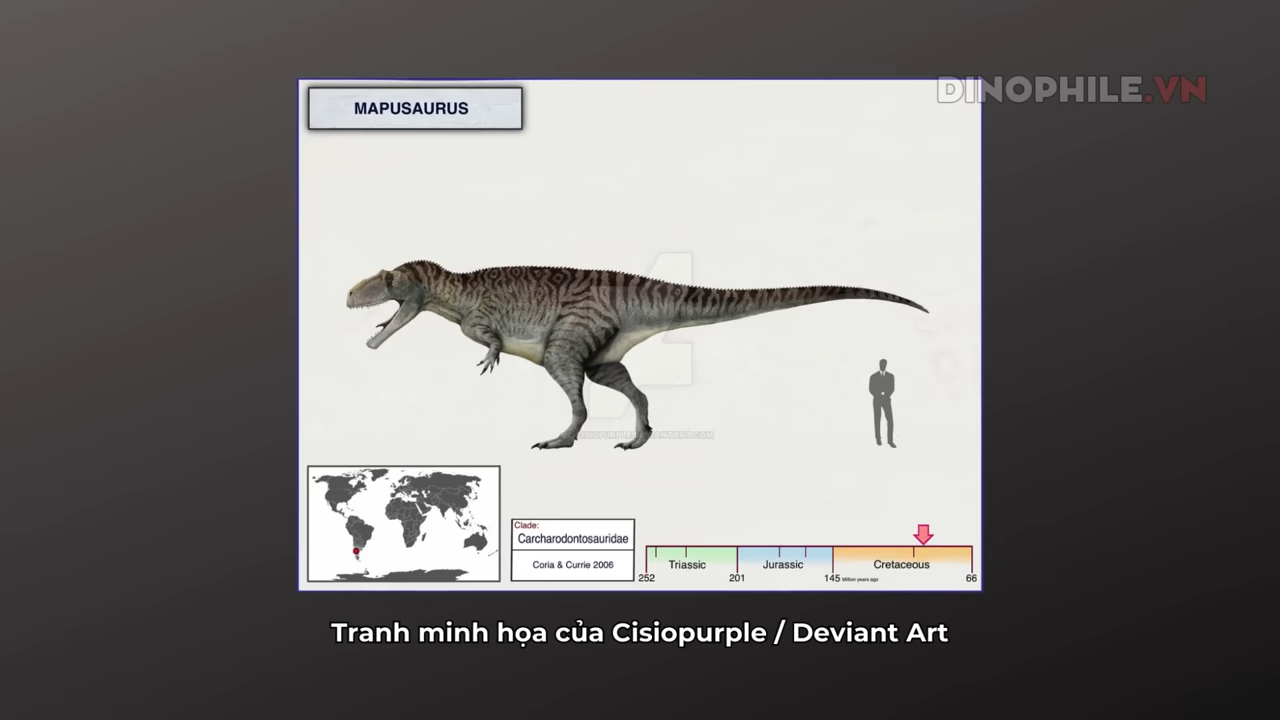 DINOPHILE.VN
MAPUSAURUS
Clade:
Carcharodontosauridae
Coria & Currie 2006
Triassic
Jurassic
Cretaceous
252
201
145 Million years ago
66
Tranh minh họa của Cisiopurple / Deviant Art